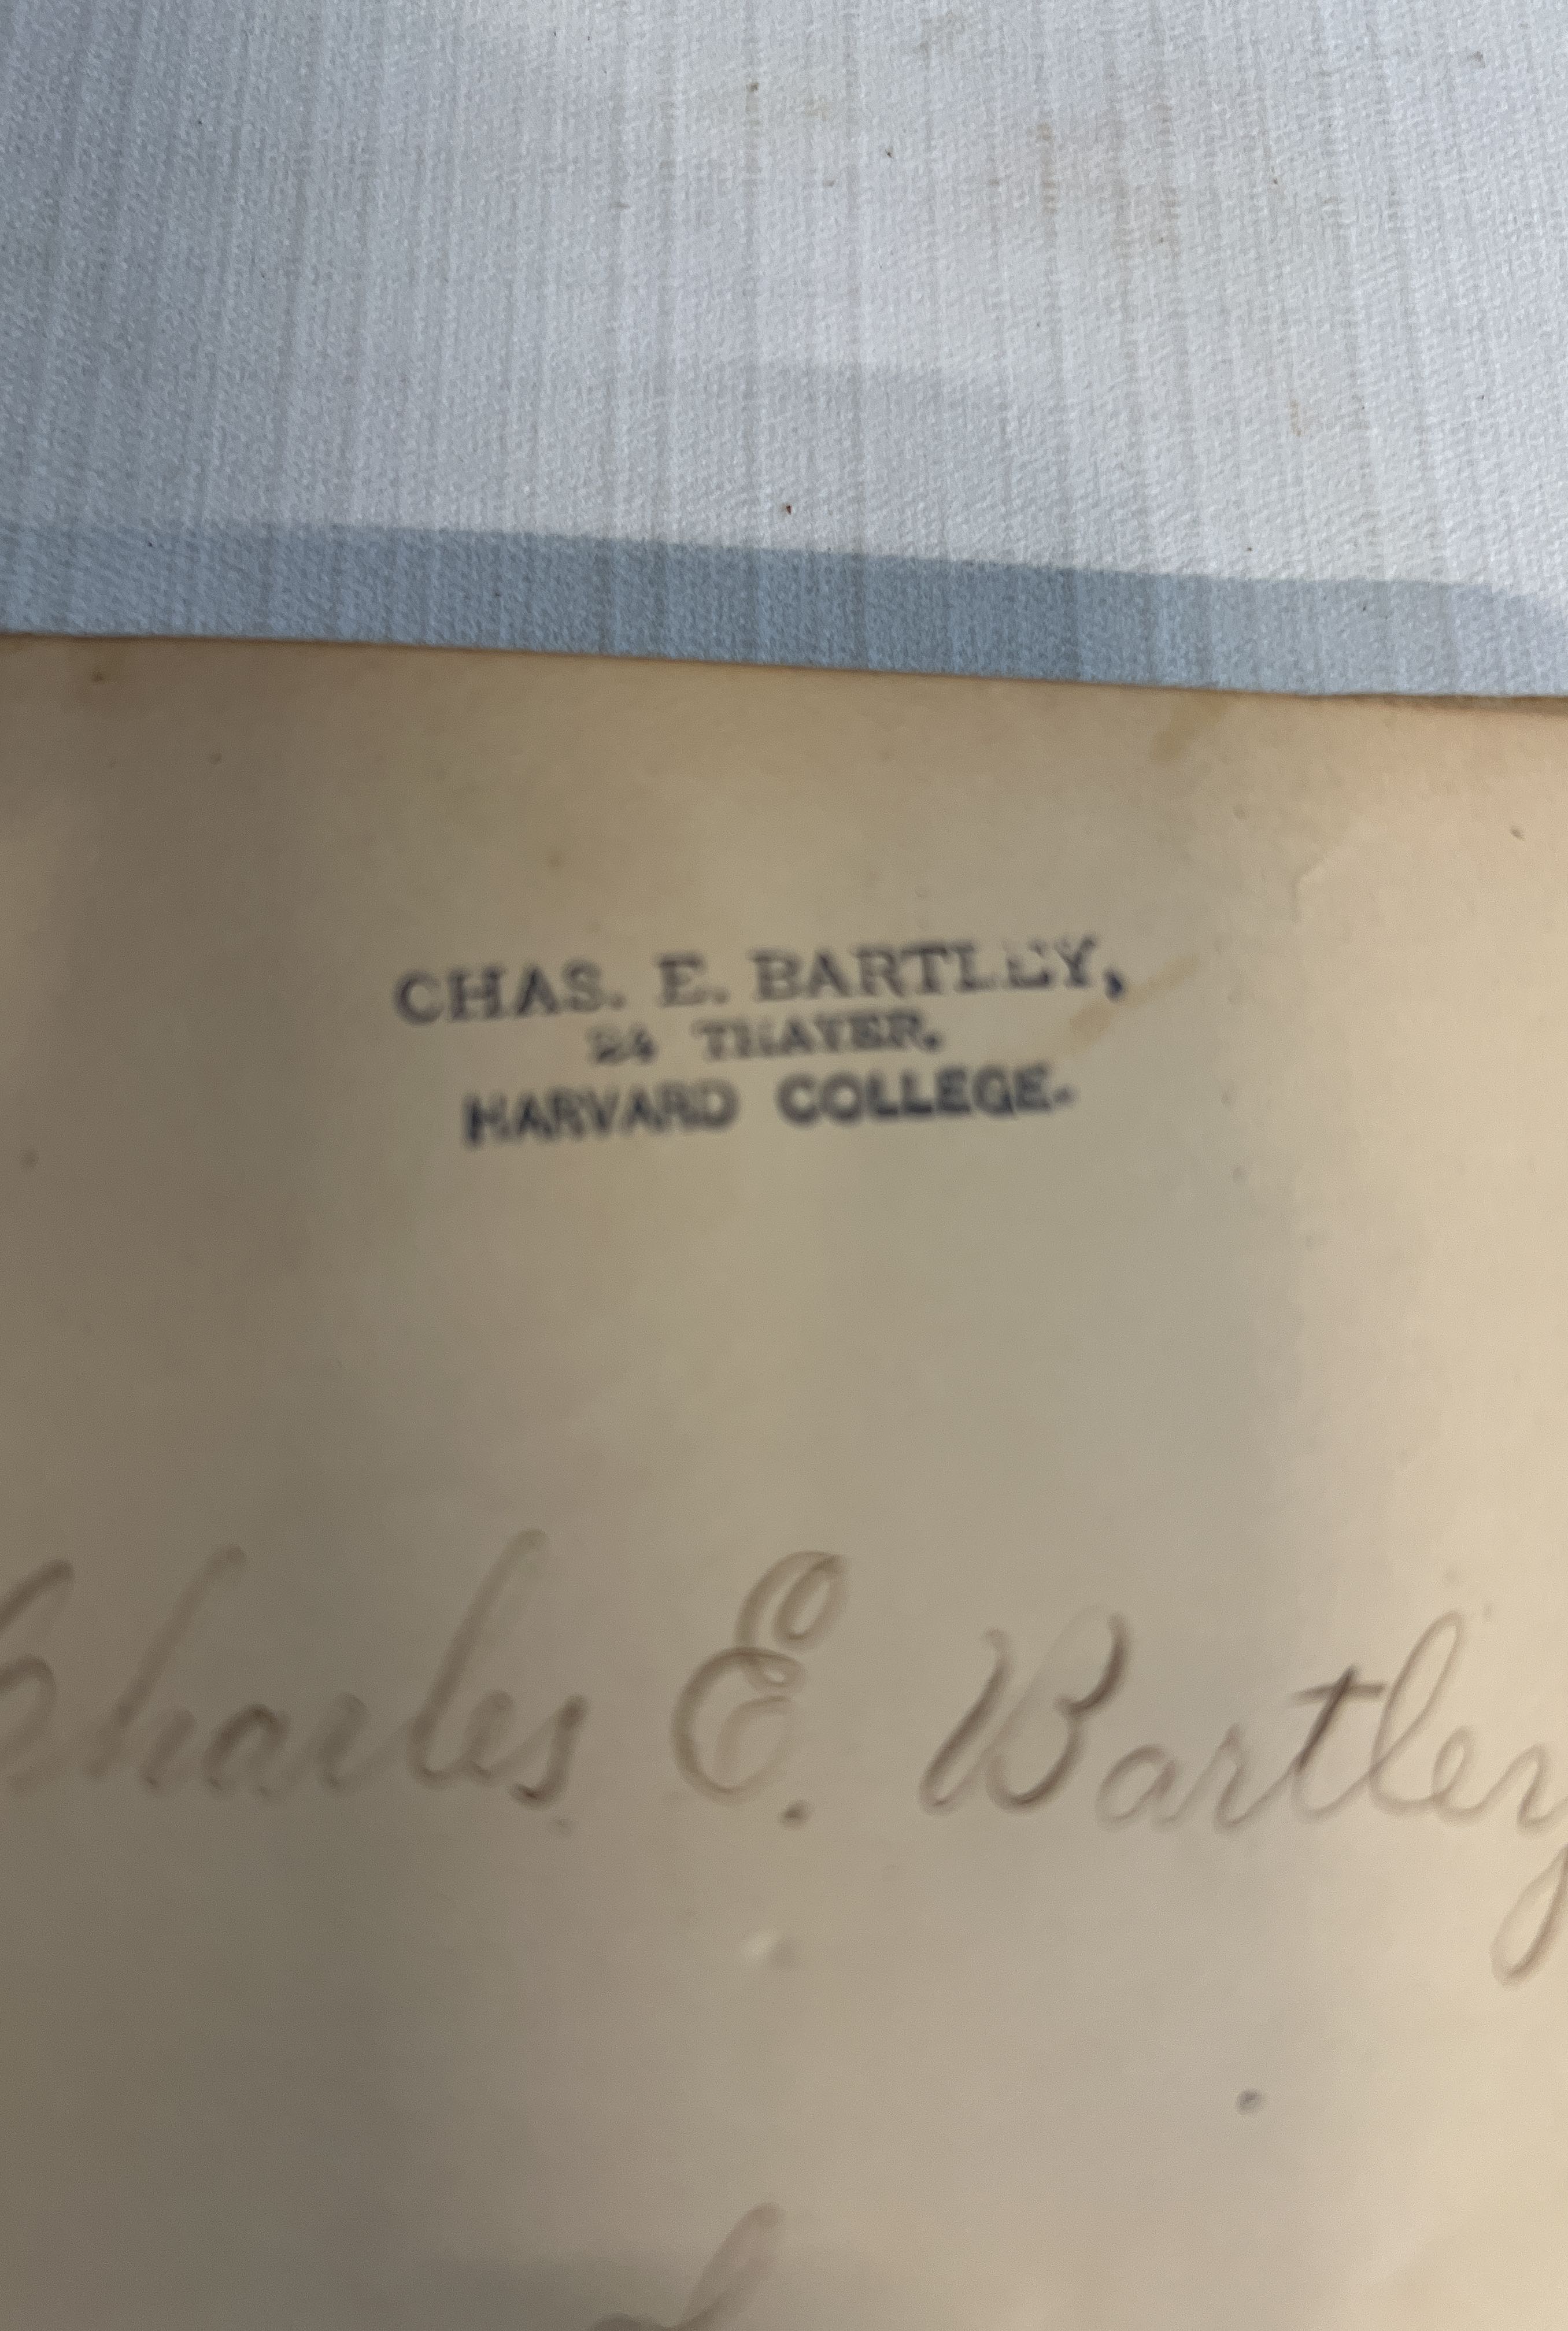 CHAS. E. BARTLEY,
24 THAYER.
HARVARD COLLEGE.
Charles E. Bartley